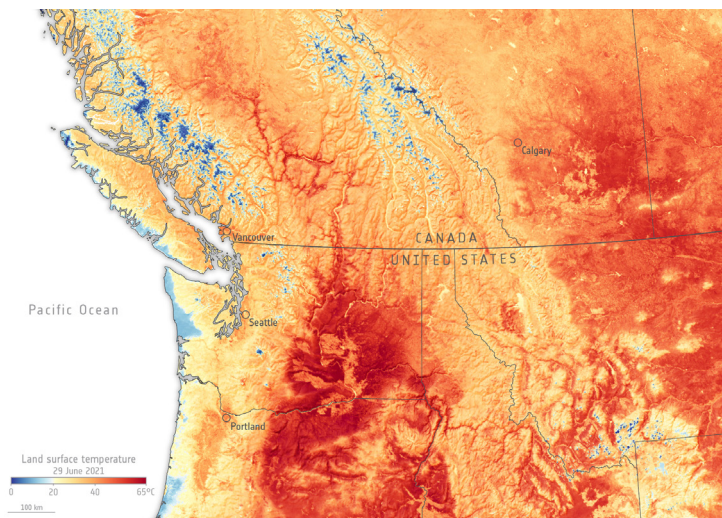 Calgary
Vancouver
CANADA
UNITED STATES
Pacific Ocean
Seattle
Portland
Land surface temperature
29 June 2021
0 20 40 65°C
100 km